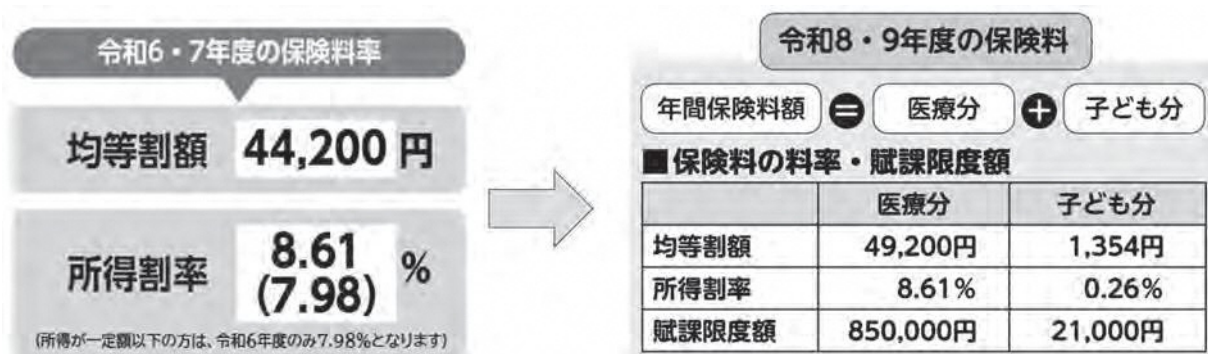 令和6・7年度の保険料率
均等割額 44,200 円
所得割率 8.61 (7.98) %
(所得が一定額以下の方は、令和6年度のみ7.98%となります)
令和8・9年度の保険料
年間保険料額 = 医療分 + 子ども分
■保険料の料率・賦課限度額
医療分 子ども分
均等割額 49,200円 1,354円
所得割率 8.61% 0.26%
賦課限度額 850,000円 21,000円